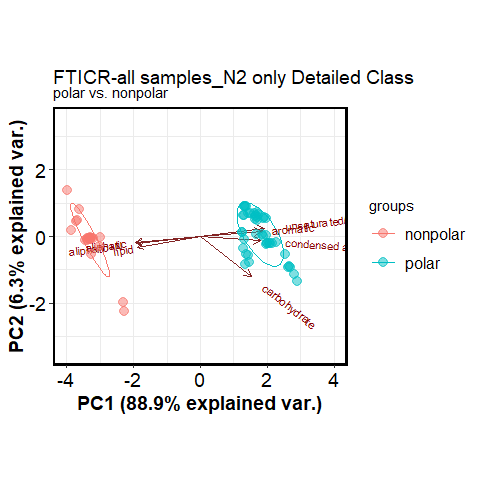 FTICR-all samples_N2 only Detailed Class
polar vs. nonpolar
PC2 (6.3% explained var.)
2
0
-2
lipid
aromatic
condensed a
carbohydrate
-4
-2
0
2
4
PC1 (88.9% explained var.)
groups
nonpolar
polar